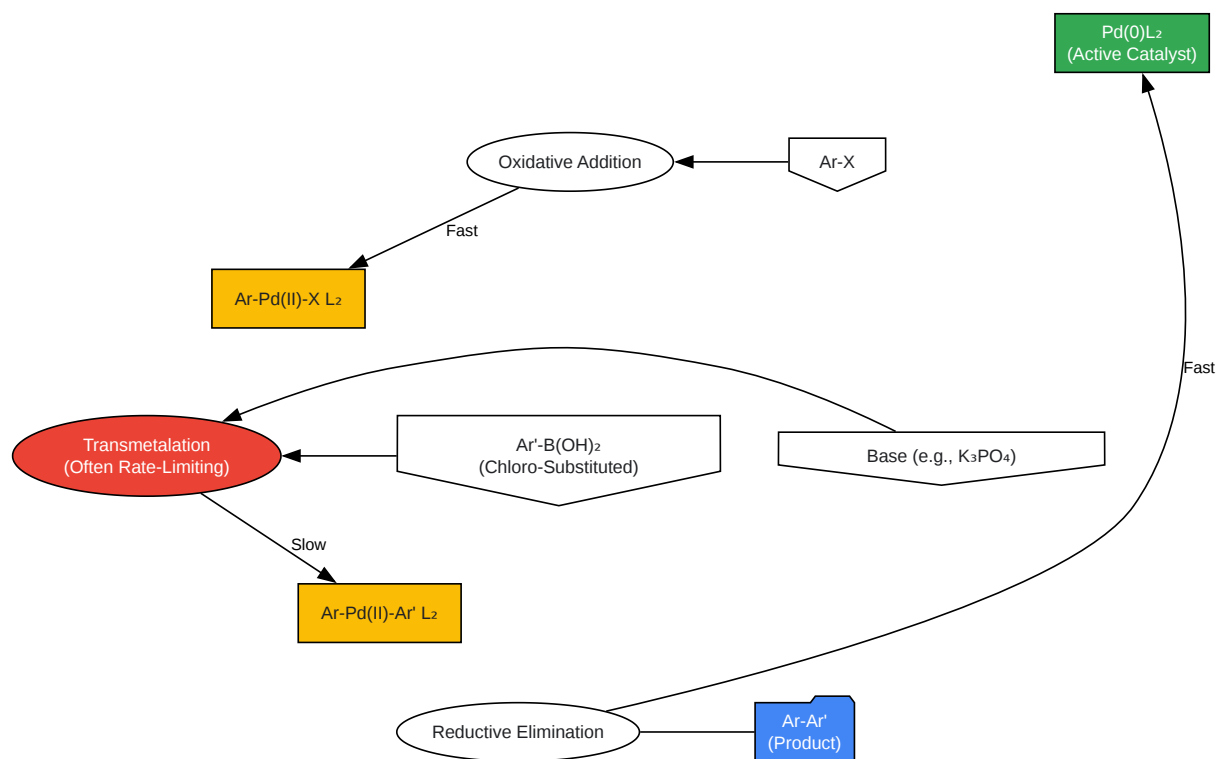 Pd(0)L₂
(Active Catalyst)
Oxidative Addition
Ar-X
Fast
Ar-Pd(II)-X L₂
Fast
Transmetalation
(Often Rate-Limiting)
Ar'-B(OH)₂
(Chloro-Substituted)
Base (e.g., K₃PO₄)
Slow
Ar-Pd(II)-Ar' L₂
Reductive Elimination
Ar-Ar'
(Product)